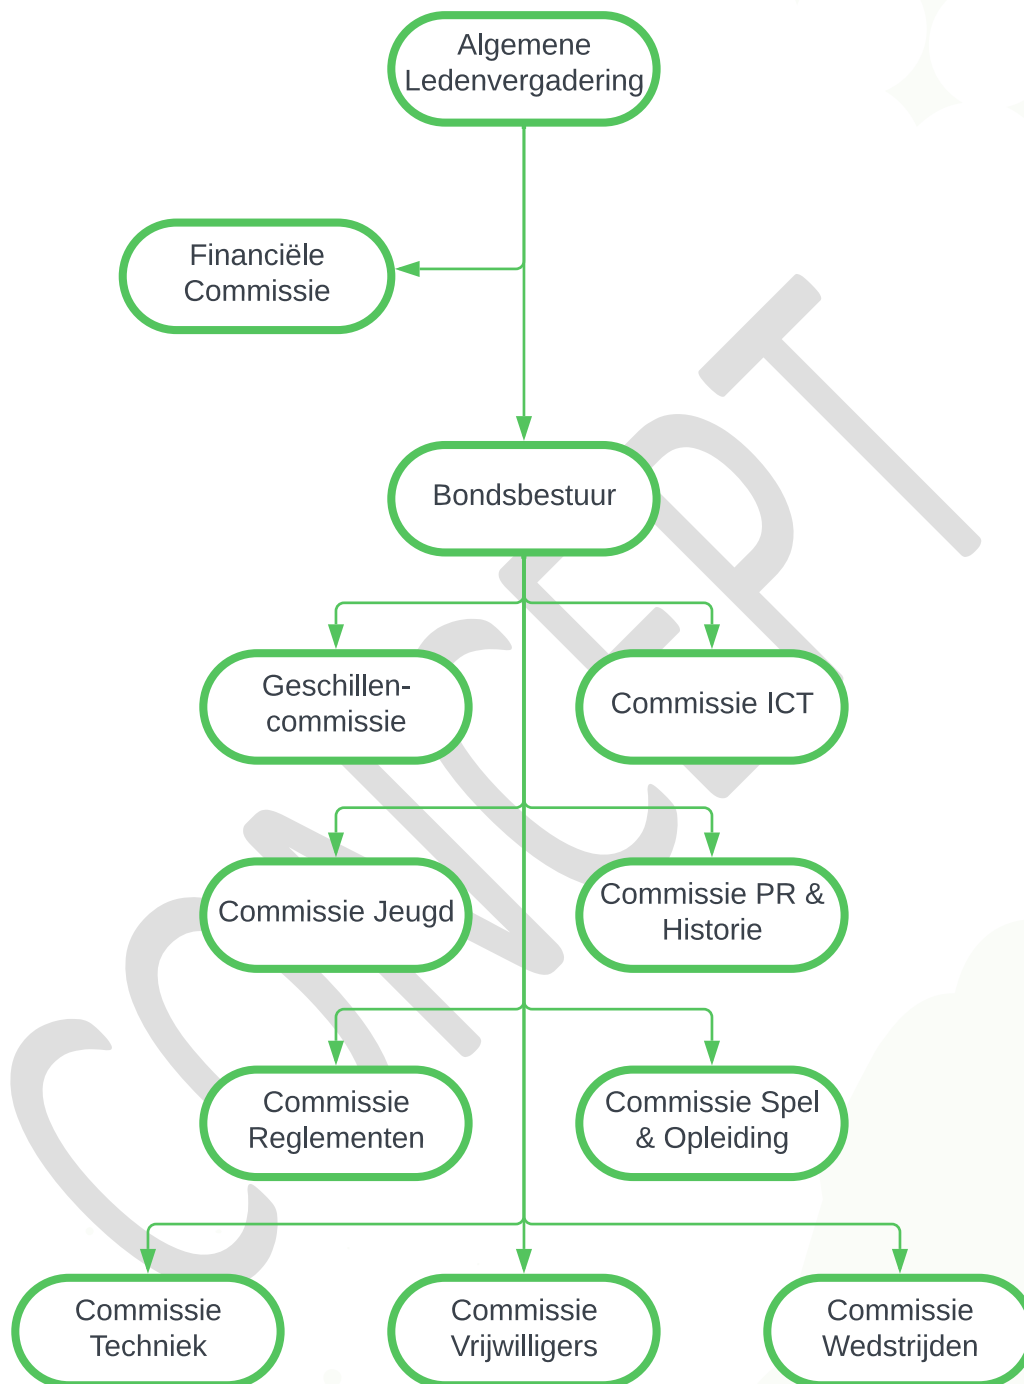 Algemene
Ledenvergadering
Financiële
Commissie
Bondsbestuur
Geschillen-
commissie
Commissie ICT
Commissie Jeugd
Commissie PR &
Historie
Commissie
Reglementen
Commissie Spel
& Opleiding
Commissie
Techniek
Commissie
Vrijwilligers
Commissie
Wedstrijden
CONCEPT